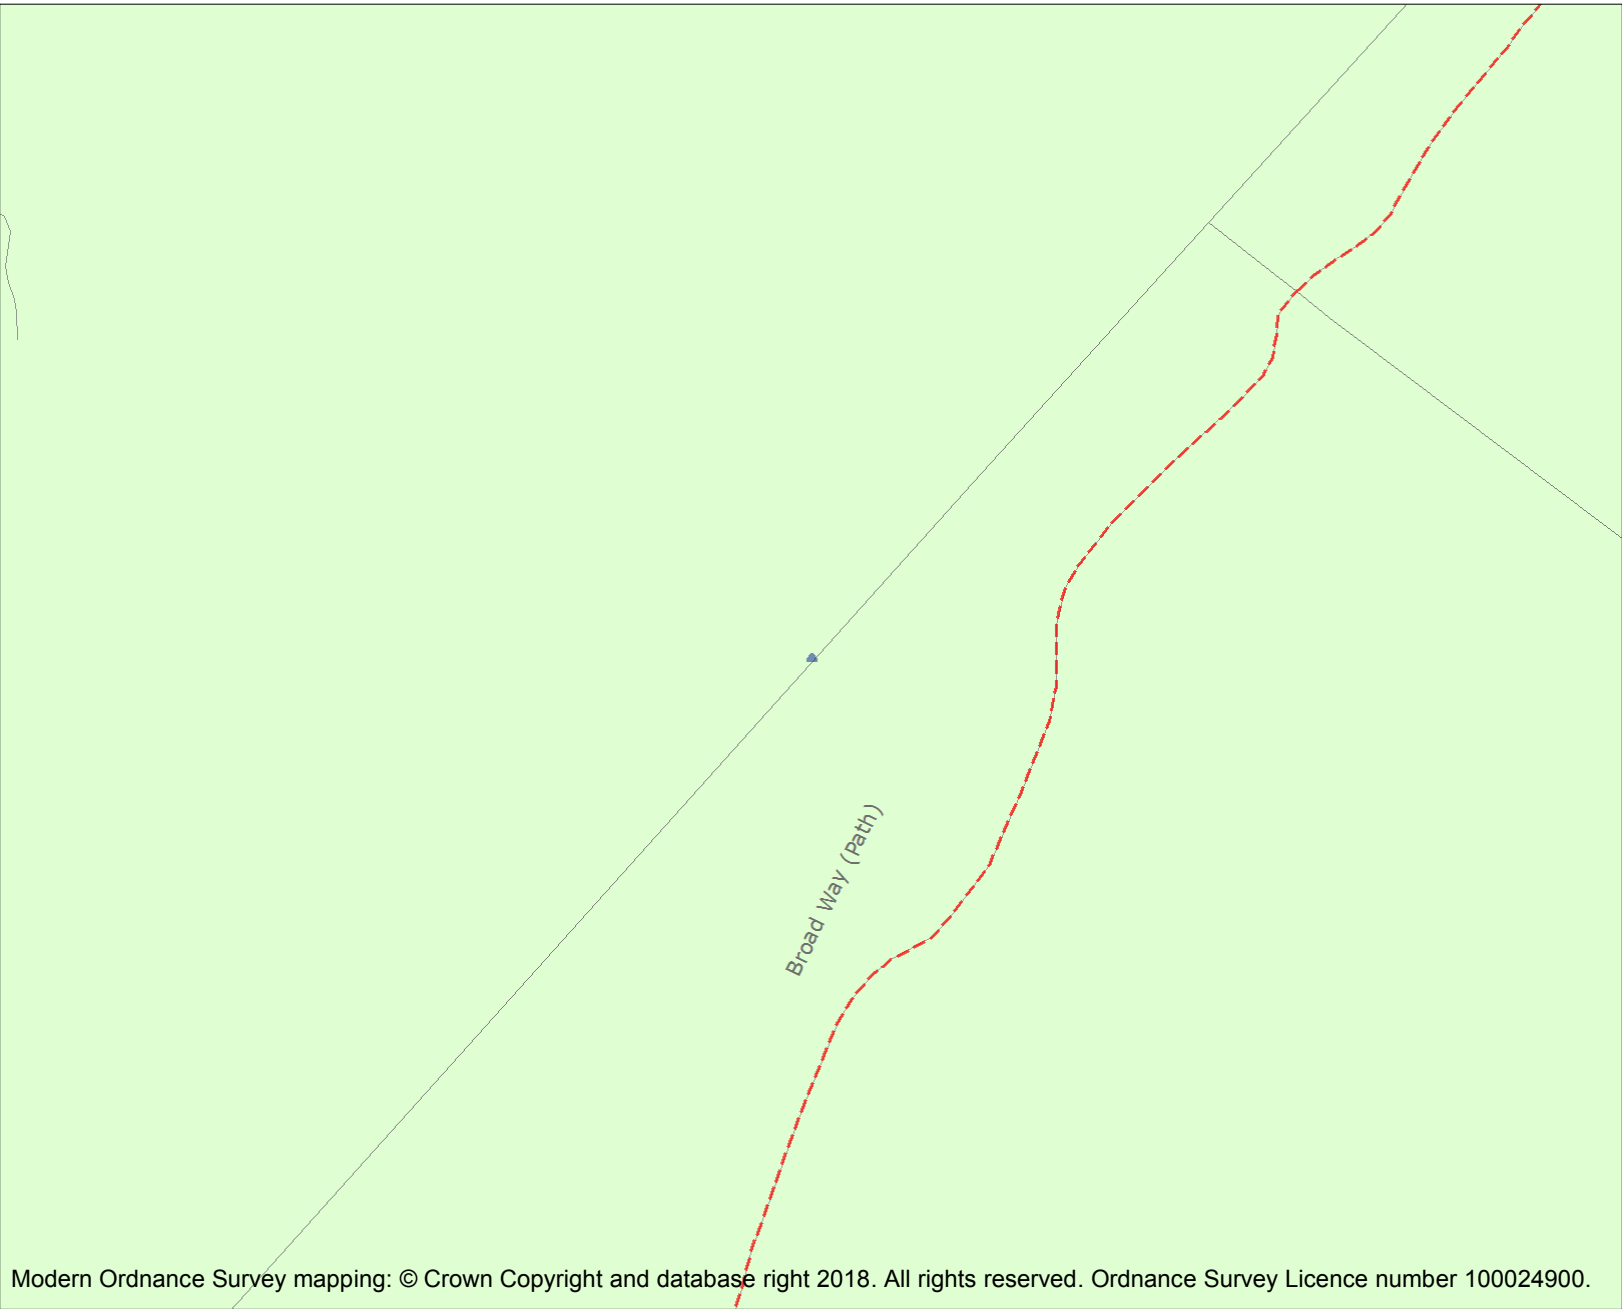 Broad Way (Path)
Modern Ordnance Survey mapping: © Crown Copyright and database right 2018. All rights reserved. Ordnance Survey Licence number 100024900.